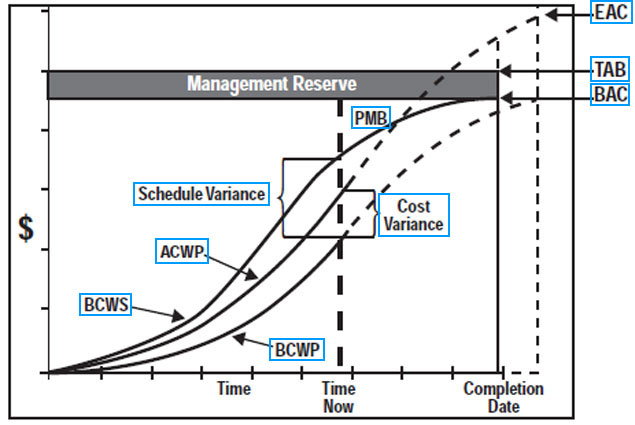 EAC
TAB
Management Reserve
BAC
PMB
Schedule Variance
Cost
Variance
$
ACWP
BCWS
BCWP
Time
Time
Now
Completion
Date